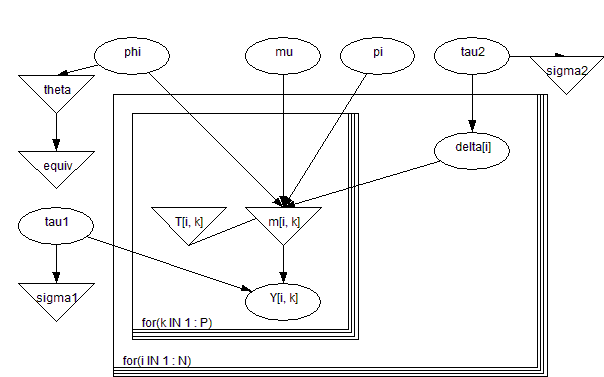 phi
mu
pi
tau2
sigma2
theta
delta[i]
equiv
T[i, k]
m[i, k]
tau1
sigma1
Y[i, k]
for(k IN 1 : P)
for(i IN 1 : N)